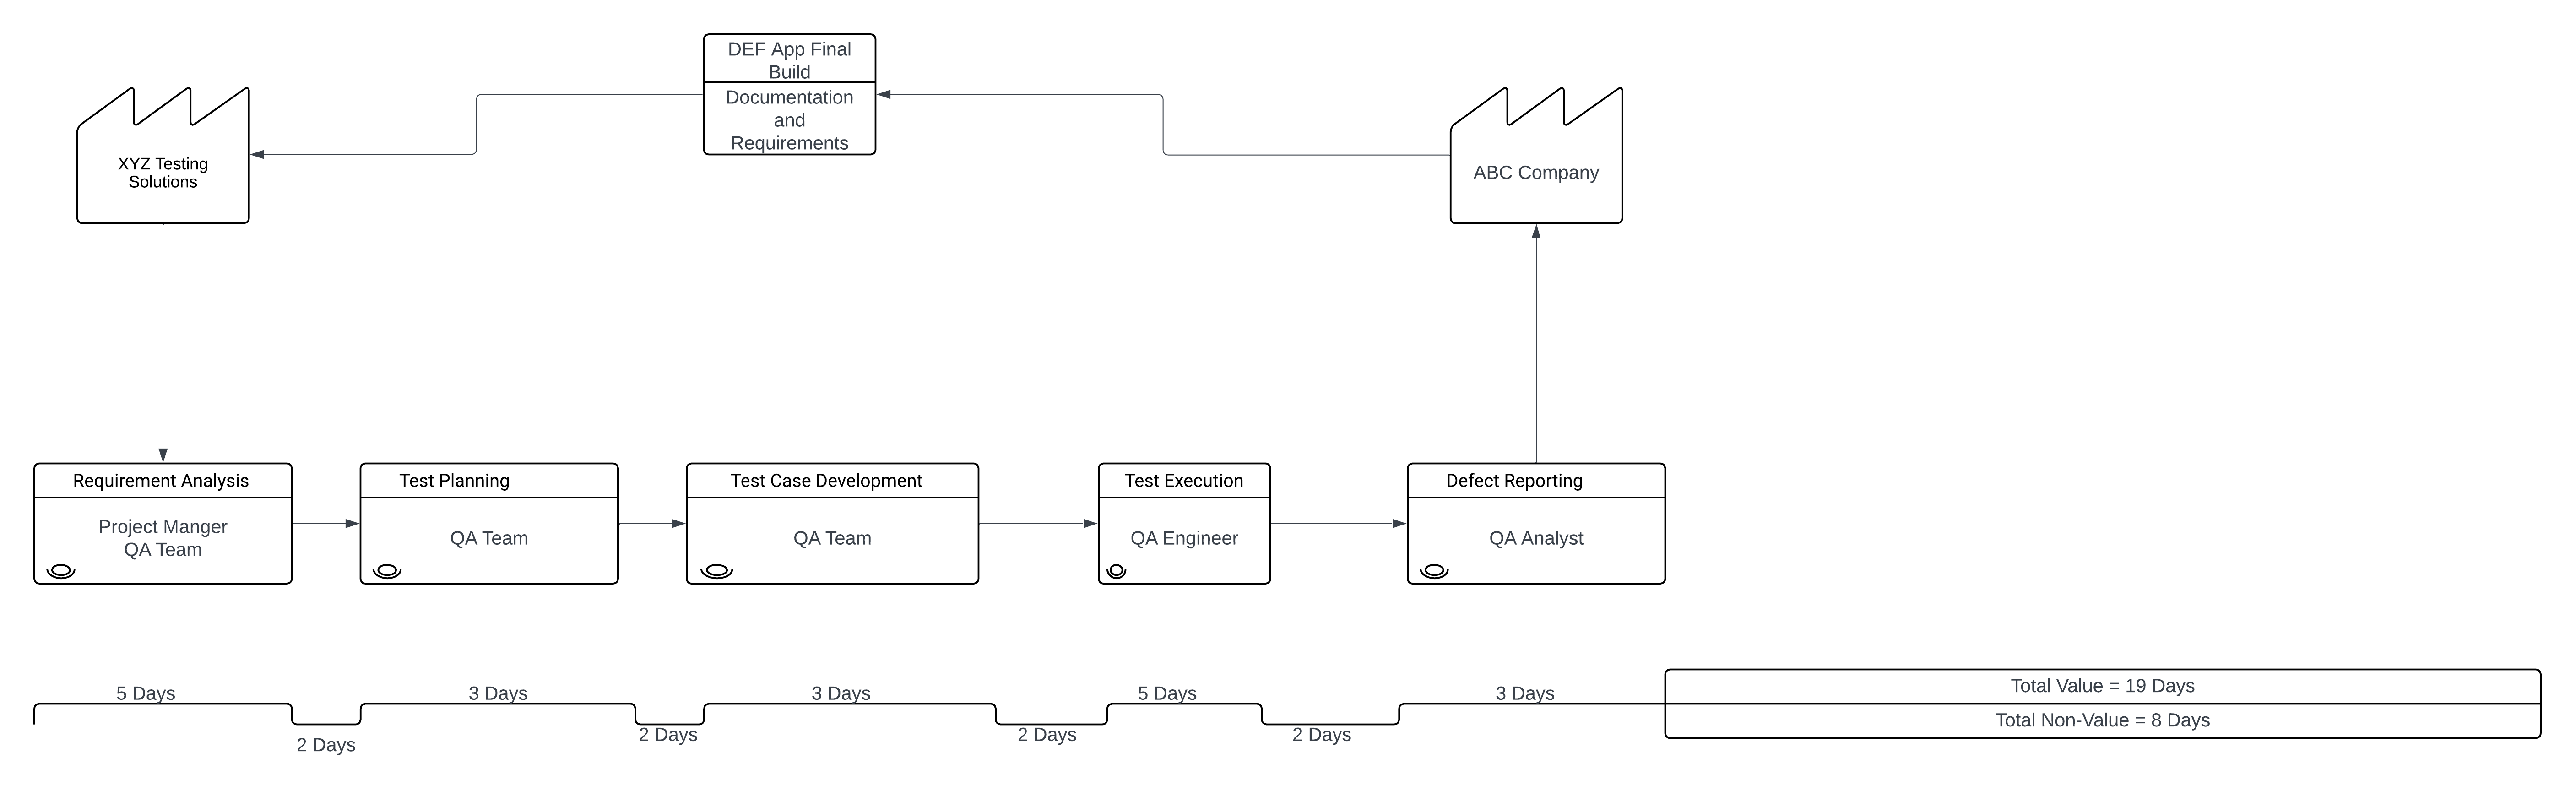 DEF App Final
Build
Documentation
and
Requirements
XYZ Testing
Solutions
ABC Company
Requirement Analysis
Project Manger
QA Team
Test Planning
QA Team
Test Case Development
QA Team
Test Execution
QA Engineer
Defect Reporting
QA Analyst
5 Days
2 Days
3 Days
2 Days
3 Days
2 Days
5 Days
2 Days
3 Days
Total Value = 19 Days
Total Non-Value = 8 Days